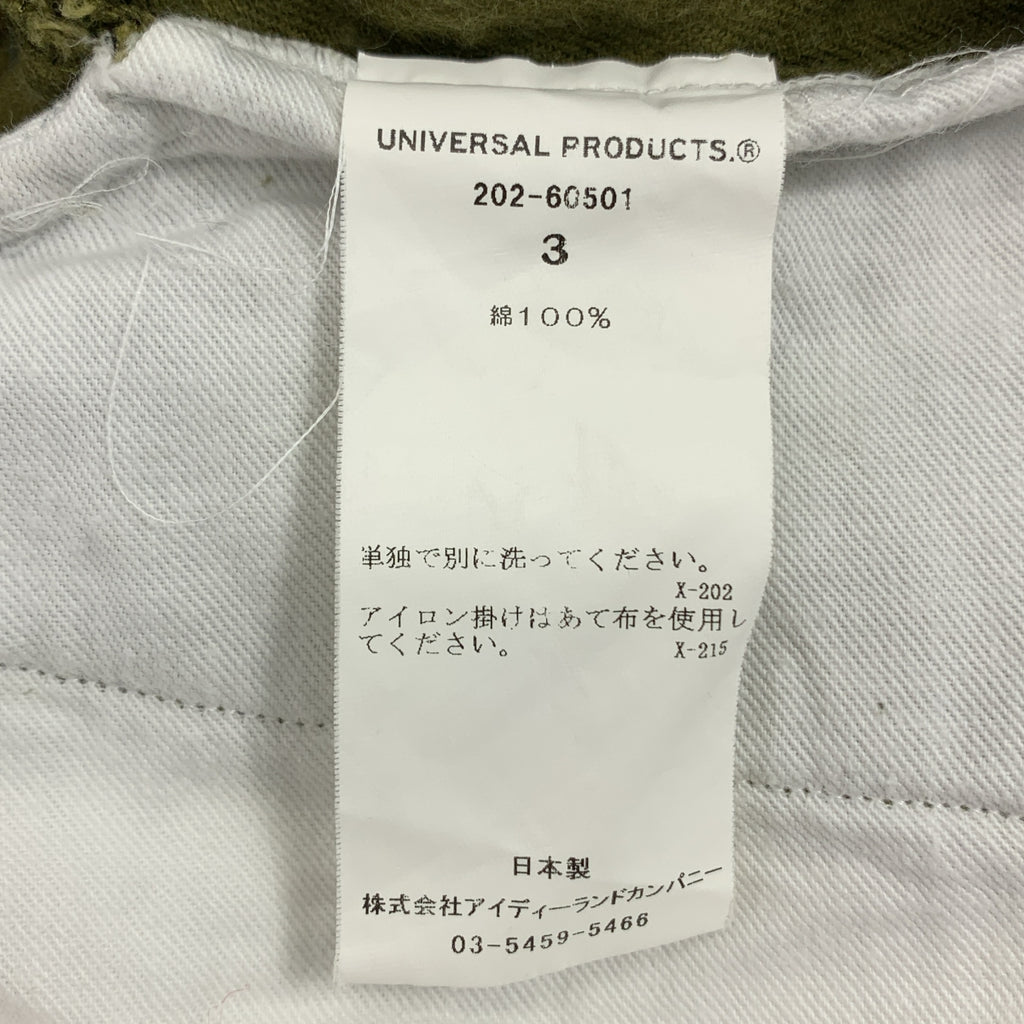 UNIVERSAL PRODUCTS.®
202-60501
3
綿100%
単独で別に洗ってください。
X-202
アイロン掛けはあて布を使用し
てください。 X-215
日本製
株式会社アイディーランドカンパニー
03-5459-5466